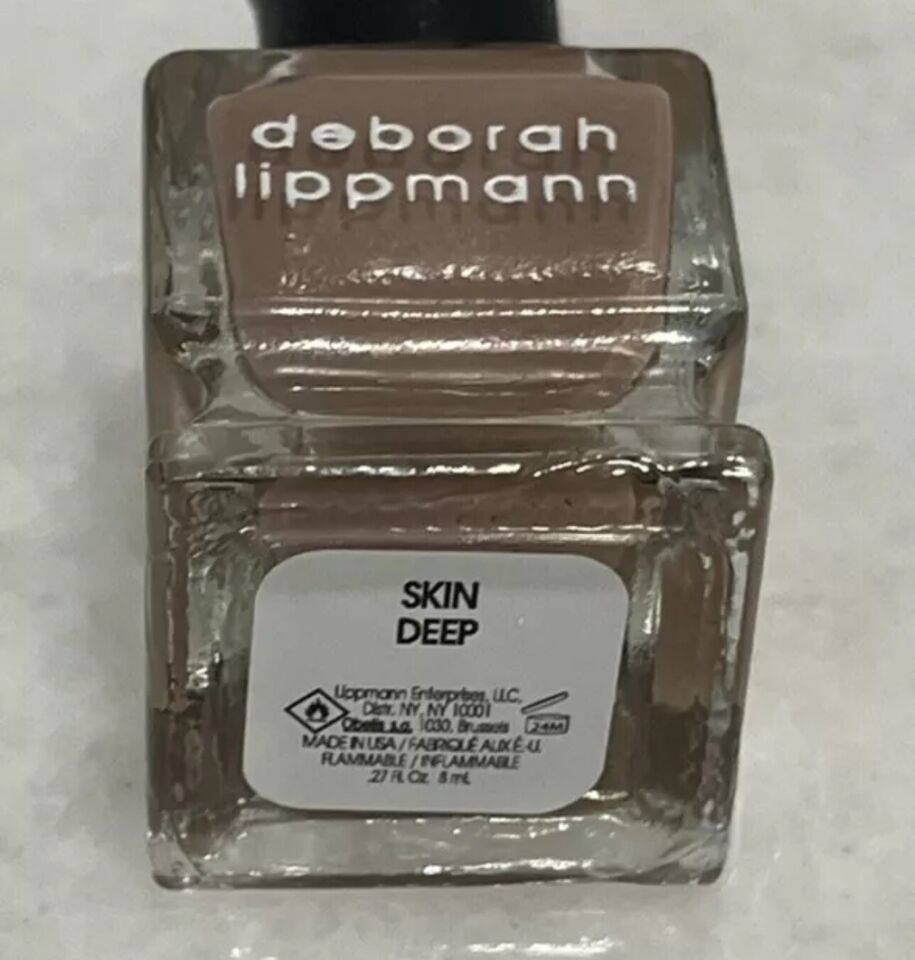 deborah
lippmann
SKIN
DEEP
Lippmann Enterprises, LLC,
Distr. NY, NY 10001
Obelis s.a. 1030, Brussels
24M
MADE IN USA / FABRIQUÉ AUX É.-U.
FLAMMABLE / INFLAMMABLE
.27 Fl. Oz. 8 mL